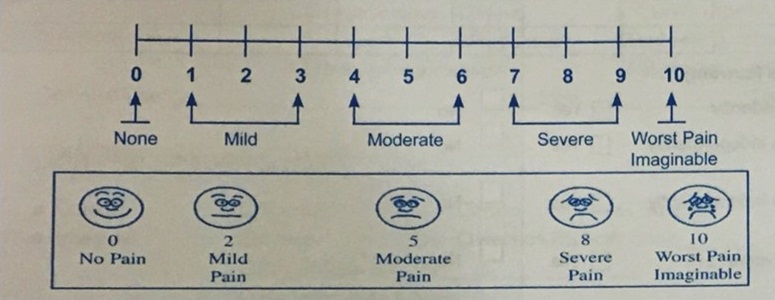 0 1 2 3 4 5 6 7 8 9 10
None Mild Moderate Severe Worst Pain
Imaginable
0 2 5 8 10
No Pain Mild Moderate Severe Worst Pain
Pain Pain Pain Imaginable